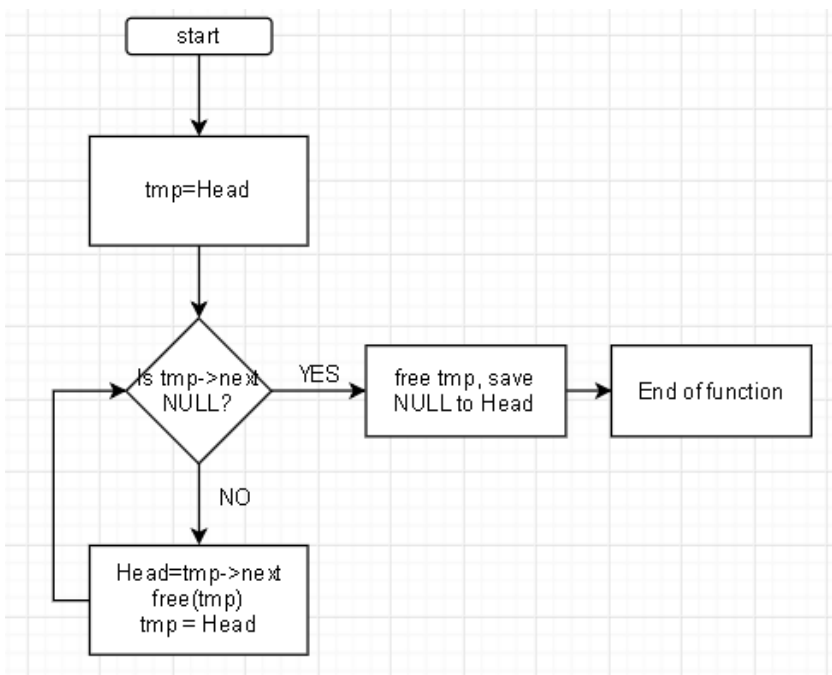 start
tmp=Head
Is tmp->next
NULL?
YES
free tmp, save
NULL to Head
End of function
NO
Head=tmp->next
free(tmp)
tmp = Head